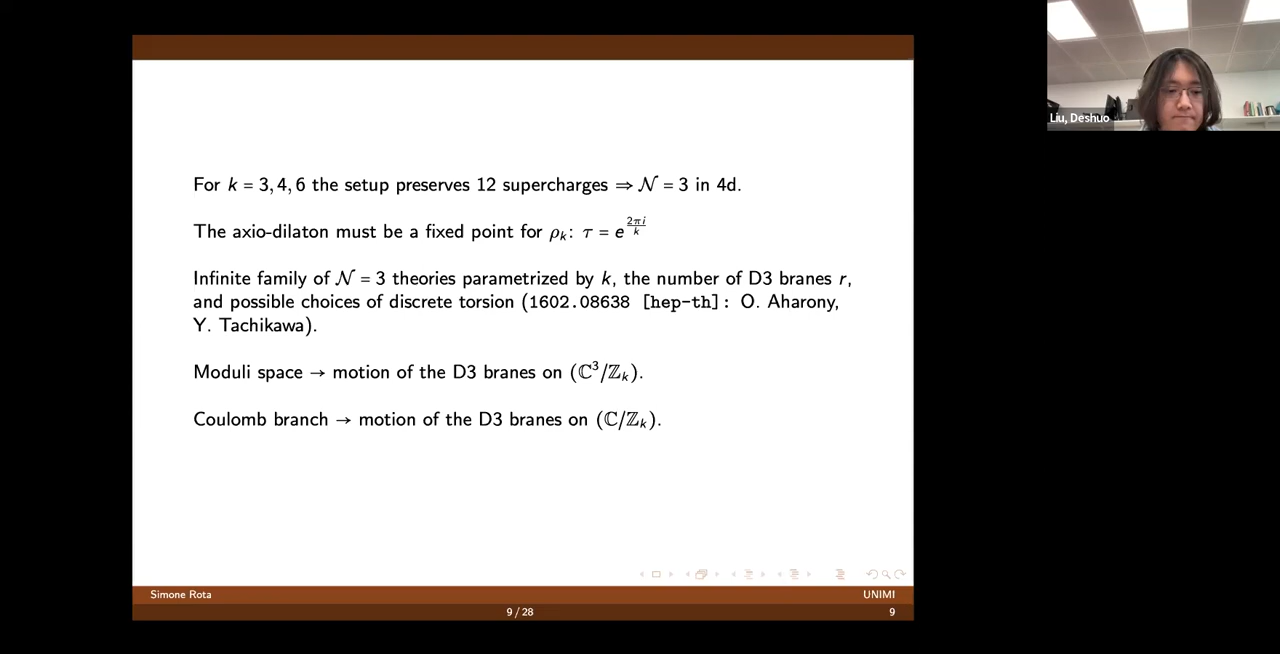 For k = 3, 4, 6 the setup preserves 12 supercharges ⇒ 𝒩 = 3 in 4d.
The axio-dilaton must be a fixed point for ρₖ: τ = e^{2πi/k}
Infinite family of 𝒩 = 3 theories parametrized by k, the number of D3 branes r,
and possible choices of discrete torsion (1602.08638 [hep-th]: O. Aharony,
Y. Tachikawa).
Moduli space → motion of the D3 branes on (ℂ³/ℤₖ).
Coulomb branch → motion of the D3 branes on (ℂ/ℤₖ).
Simone Rota
UNIMI
9 / 28
9
Liu, Deshuo